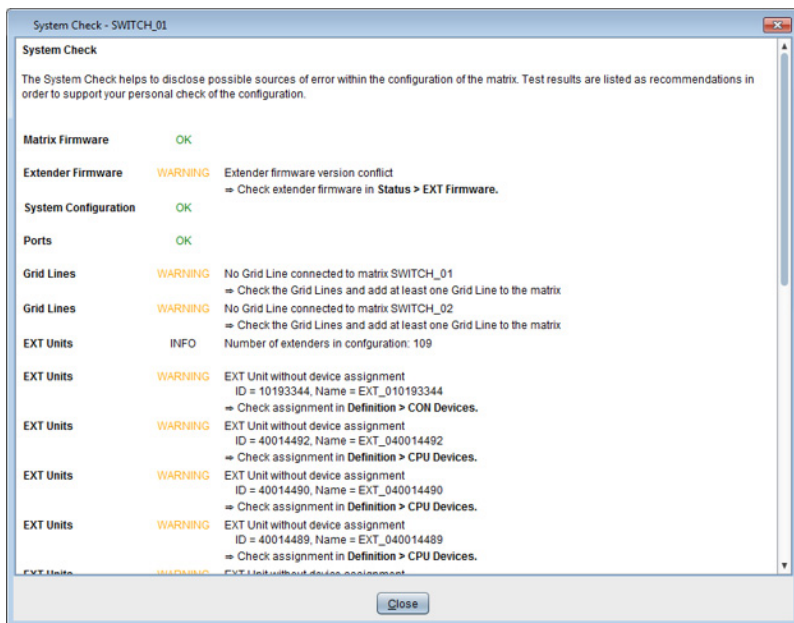 System Check - SWITCH_01
System Check
The System Check helps to disclose possible sources of error within the configuration of the matrix. Test results are listed as recommendations in
order to support your personal check of the configuration.
Matrix Firmware OK
Extender Firmware WARNING Extender firmware version conflict
⇒ Check extender firmware in Status > EXT Firmware.
System Configuration OK
Ports OK
Grid Lines WARNING No Grid Line connected to matrix SWITCH_01
⇒ Check the Grid Lines and add at least one Grid Line to the matrix
Grid Lines WARNING No Grid Line connected to matrix SWITCH_02
⇒ Check the Grid Lines and add at least one Grid Line to the matrix
EXT Units INFO Number of extenders in confguration: 109
EXT Units WARNING EXT Unit without device assignment
ID = 10193344, Name = EXT_010193344
⇒ Check assignment in Definition > CON Devices.
EXT Units WARNING EXT Unit without device assignment
ID = 40014492, Name = EXT_040014492
⇒ Check assignment in Definition > CPU Devices.
EXT Units WARNING EXT Unit without device assignment
ID = 40014490, Name = EXT_040014490
⇒ Check assignment in Definition > CPU Devices.
EXT Units WARNING EXT Unit without device assignment
ID = 40014489, Name = EXT_040014489
⇒ Check assignment in Definition > CPU Devices.
EXT Units WARNING EXT Unit without device assignment
Close